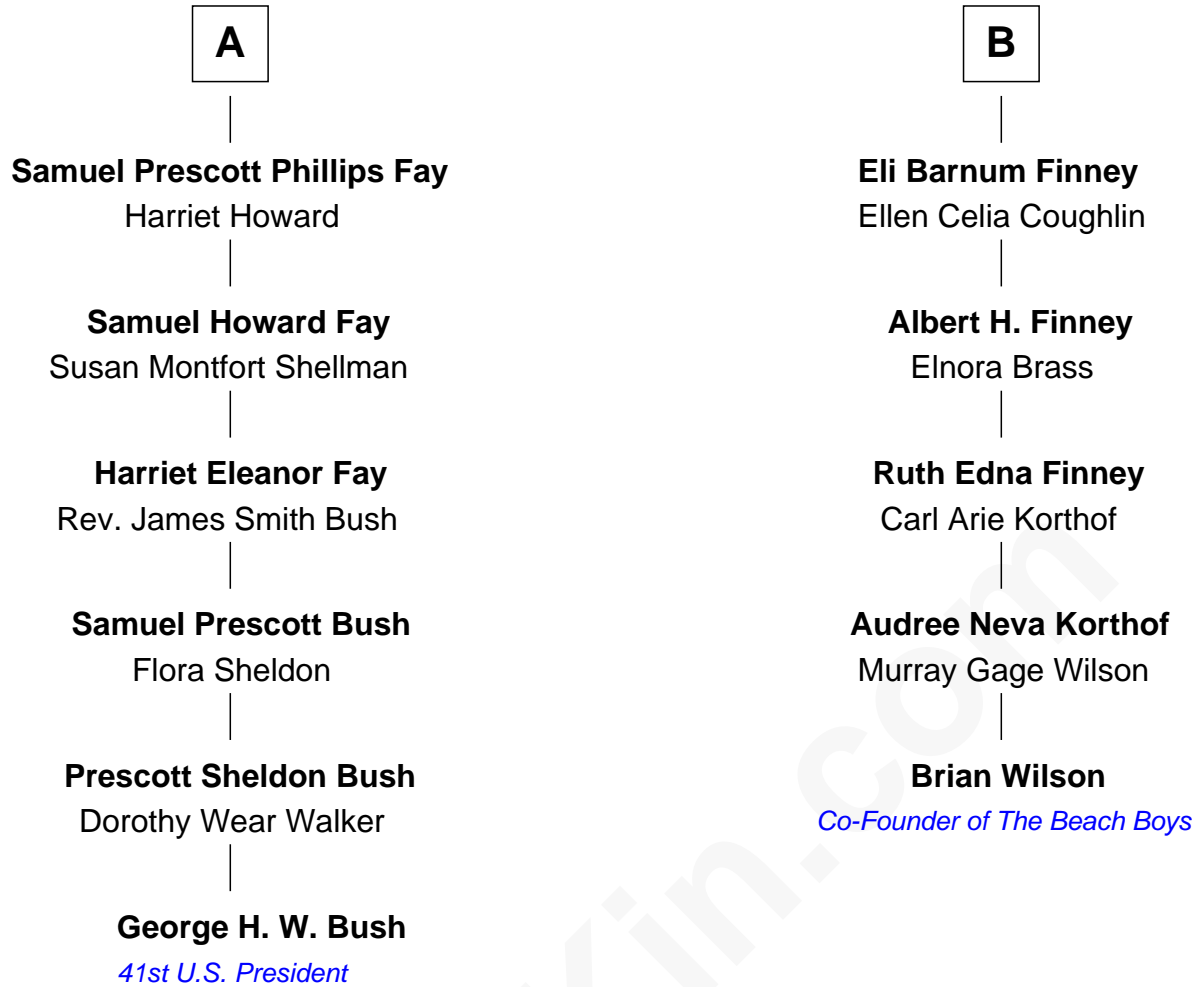 A
Samuel Prescott Phillips Fay
Harriet Howard
Samuel Howard Fay
Susan Montfort Shellman
Harriet Eleanor Fay
Rev. James Smith Bush
Samuel Prescott Bush
Flora Sheldon
Prescott Sheldon Bush
Dorothy Wear Walker
George H. W. Bush
41st U.S. President
B
Eli Barnum Finney
Ellen Celia Coughlin
Albert H. Finney
Elnora Brass
Ruth Edna Finney
Carl Arie Korthof
Audree Neva Korthof
Murray Gage Wilson
Brian Wilson
Co-Founder of The Beach Boys